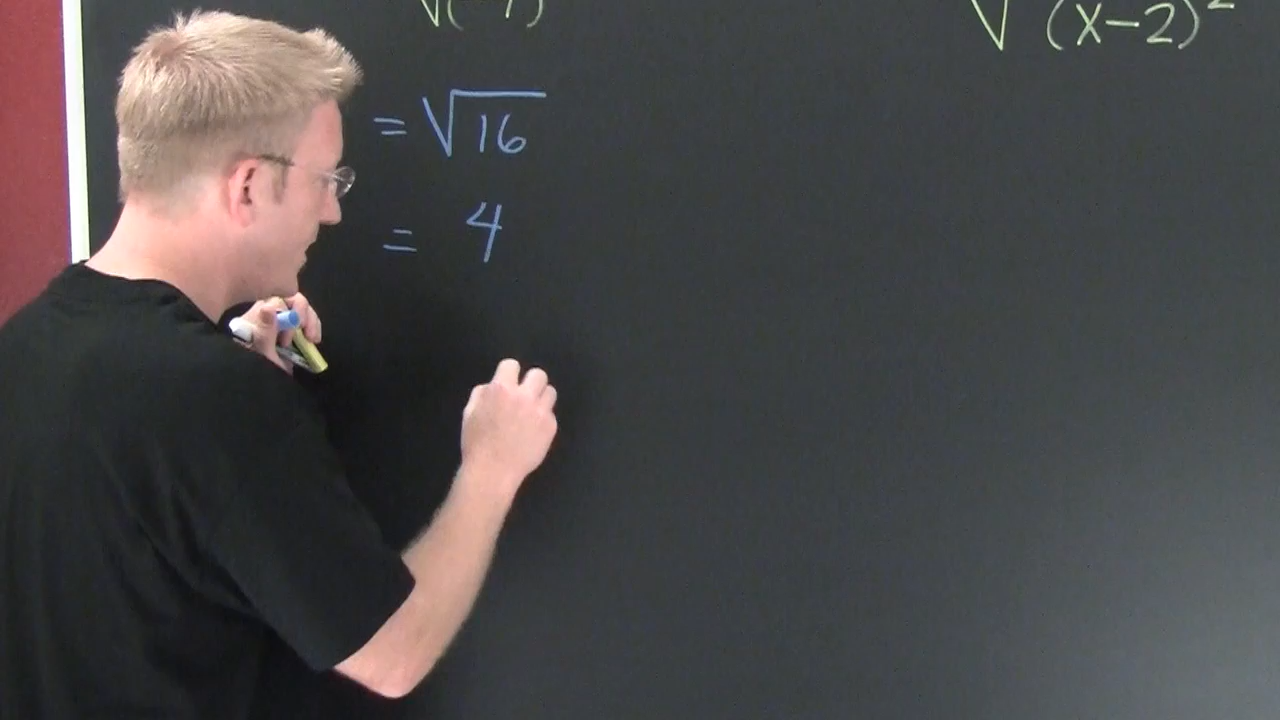 √(x-2)²
= √16
= 4